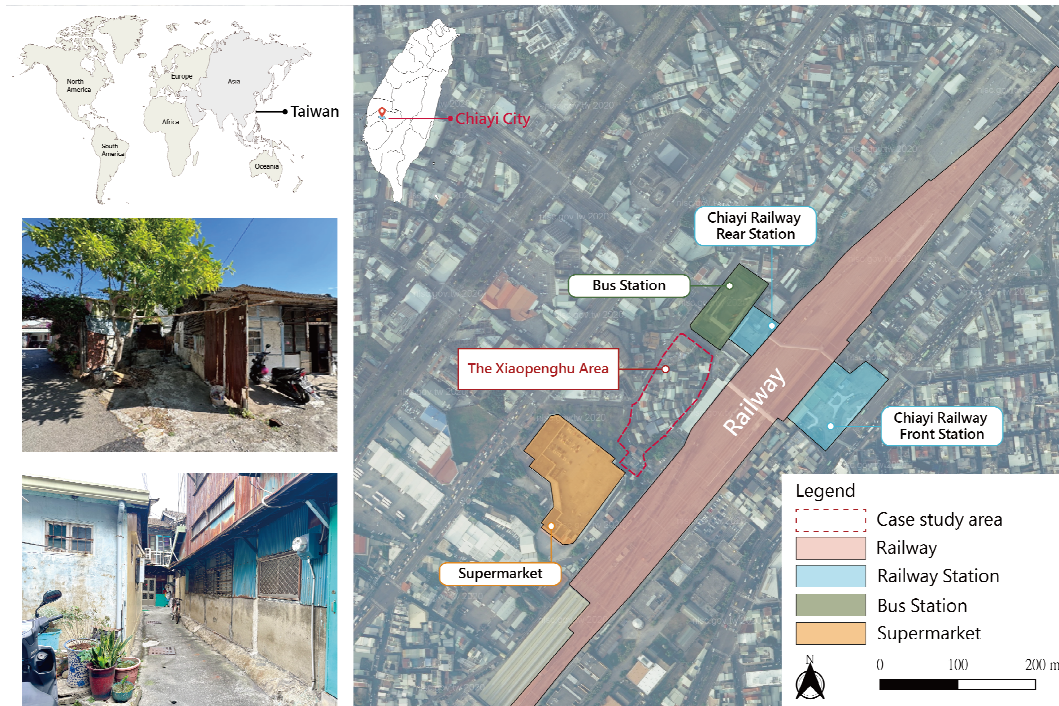 North
America
Europe
Asia
Africa
South
America
Oceania
Taiwan
Chiayi City
Chiayi Railway
Rear Station
Bus Station
The Xiaopenghu Area
Railway
Chiayi Railway
Front Station
Supermarket
Legend
Case study area
Railway
Railway Station
Bus Station
Supermarket
N
0 100 200 m